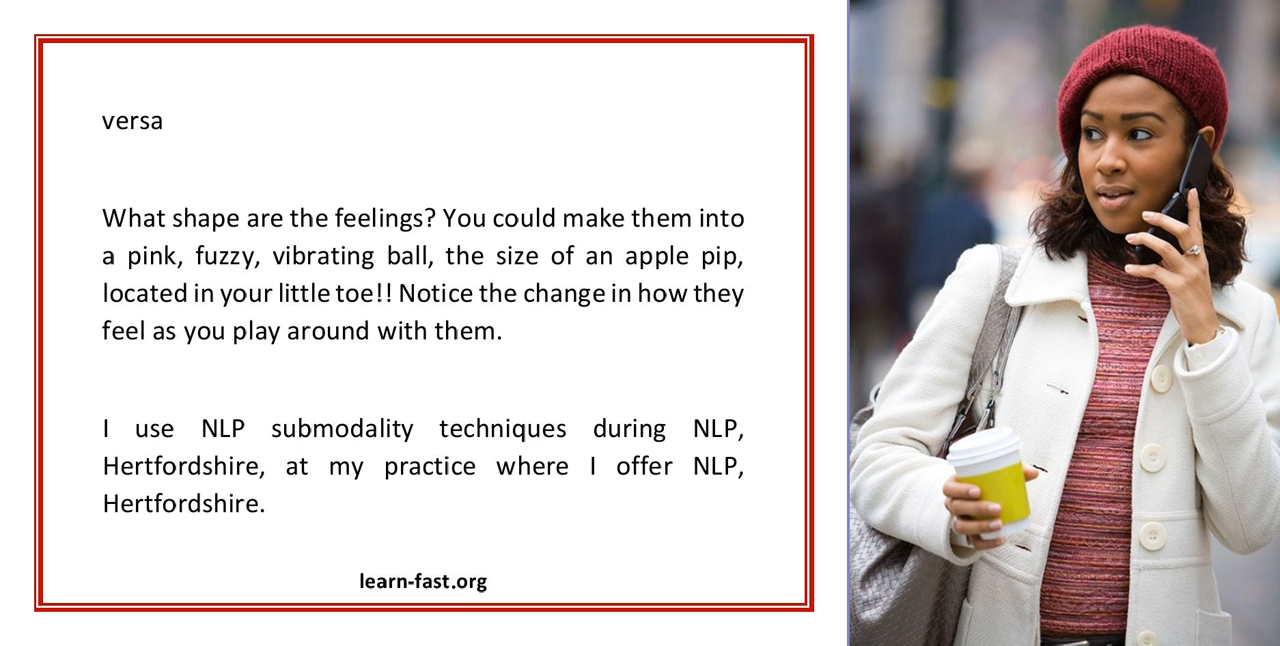 versa
What shape are the feelings? You could make them into
a pink, fuzzy, vibrating ball, the size of an apple pip,
located in your little toe!! Notice the change in how they
feel as you play around with them.
I use NLP submodality techniques during NLP,
Hertfordshire, at my practice where I offer NLP,
Hertfordshire.
learn-fast.org